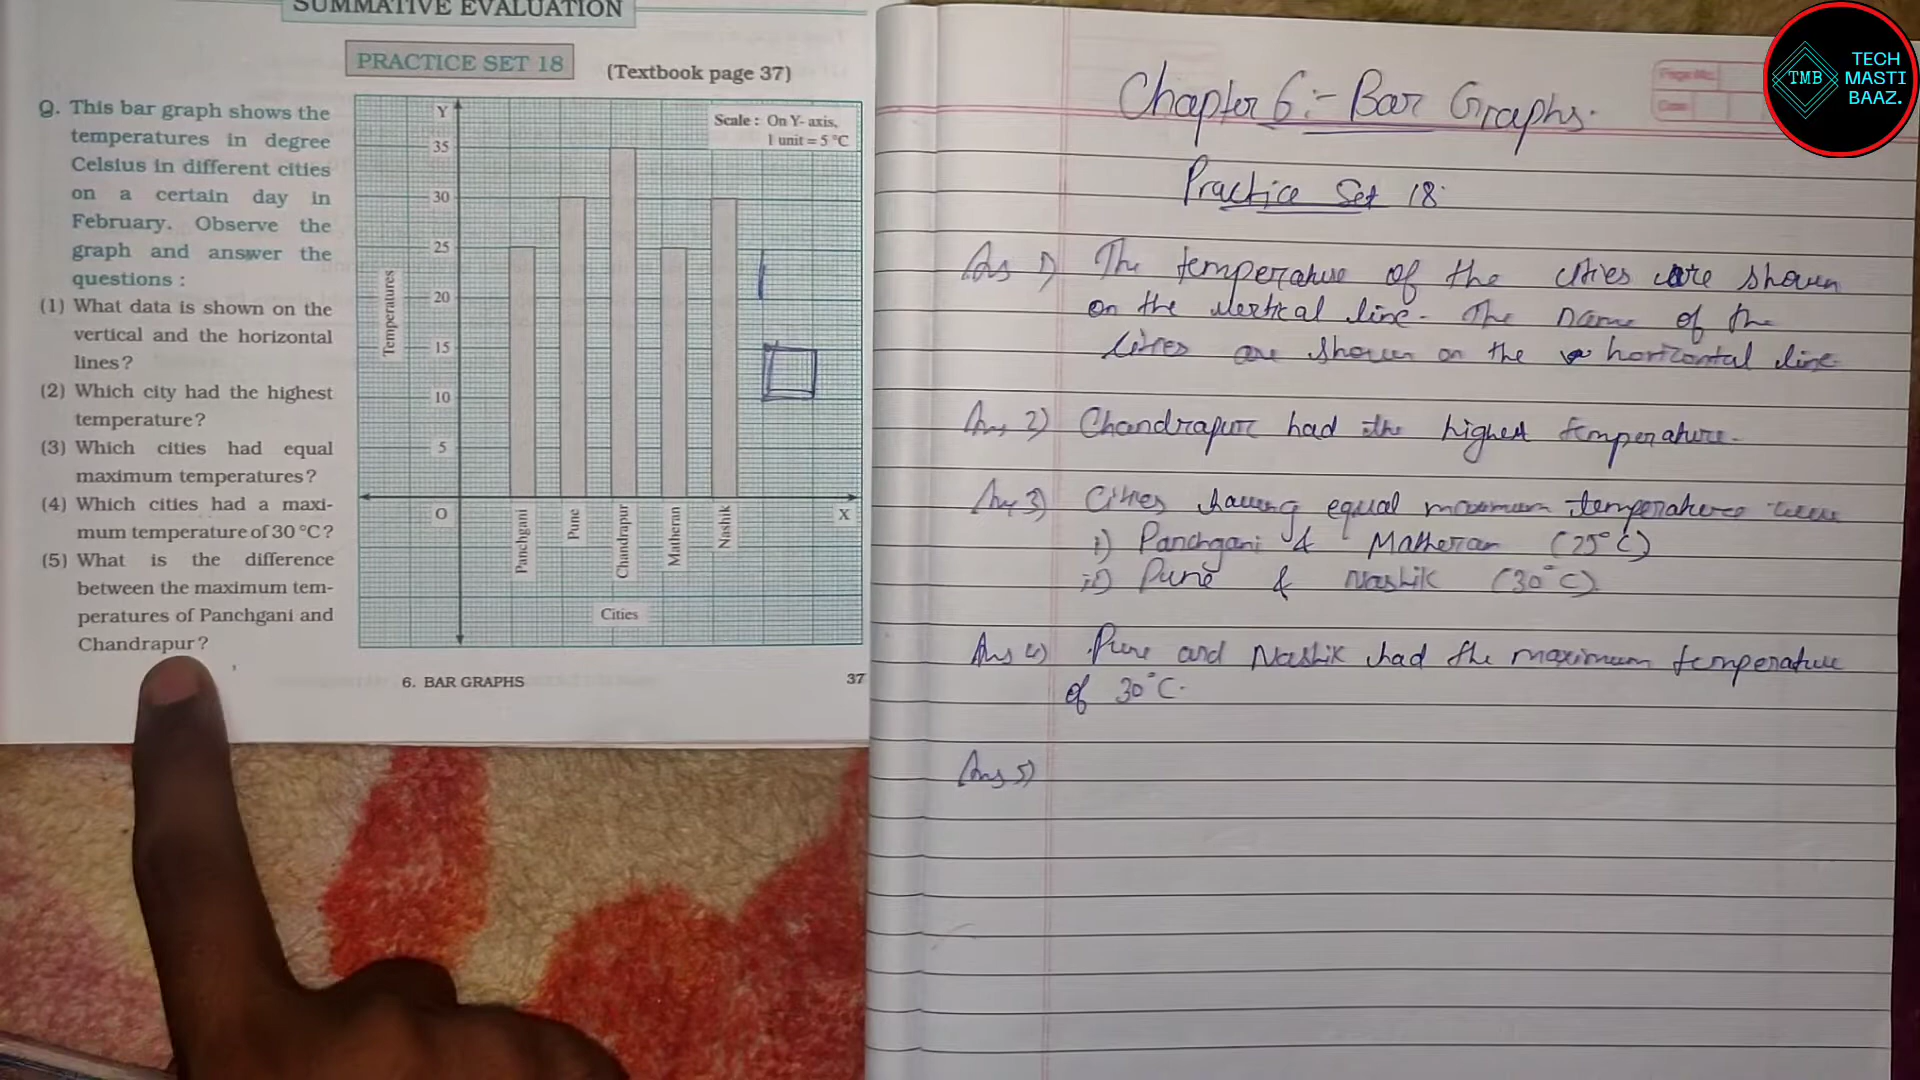 SUMMATIVE EVALUATION
PRACTICE SET 18
(Textbook page 37)
Q. This bar graph shows the
temperatures in degree
Celsius in different cities
on a certain day in
February. Observe the
graph and answer the
questions :
(1) What data is shown on the
vertical and the horizontal
lines?
(2) Which city had the highest
temperature?
(3) Which cities had equal
maximum temperatures?
(4) Which cities had a maxi-
mum temperature of 30 °C?
(5) What is the difference
between the maximum tem-
peratures of Panchgani and
Chandrapur?
Y
Scale : On Y- axis,
1 unit = 5 °C
35
30
25
20
15
10
5
O
X
Temperatures
Panchgani
Pune
Chandrapur
Matheran
Nashik
Cities
6. BAR GRAPHS
37
Chapter 6:- Bar Graphs.
Practice Set 18
Ans 1) The temperature of the cities are shown
on the vertical line. The name of the
cities are shown on the horizontal line.
Ans 2) Chandrapur had the highest temperature.
Ans 3) Cities having equal maximum temperatures were
i) Panchgani & Matheran (25°C)
ii) Pune & Nashik (30°C)
Ans 4) Pune and Nashik had the maximum temperature
of 30°C.
Ans 5)
Page No.
Date
TMB
TECH
MASTI
BAAZ.